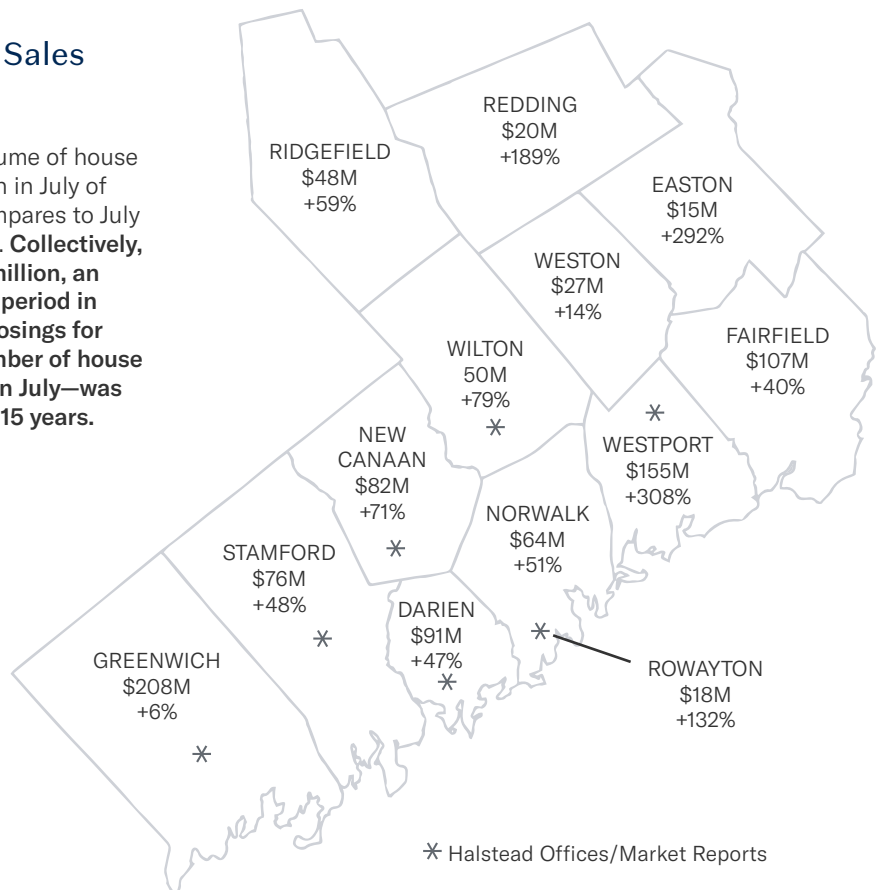 Sales
ume of house
n in July of
mpares to July
. Collectively,
million, an
period in
osings for
mber of house
n July—was
15 years.
REDDING
$20M
+189%
RIDGEFIELD
$48M
+59%
EASTON
$15M
+292%
WESTON
$27M
+14%
FAIRFIELD
$107M
+40%
WILTON
50M
+79%
NEW
CANAAN
$82M
+71%
WESTPORT
$155M
+308%
NORWALK
$64M
+51%
STAMFORD
$76M
+48%
DARIEN
$91M
+47%
GREENWICH
$208M
+6%
ROWAYTON
$18M
+132%
Halstead Offices/Market Reports